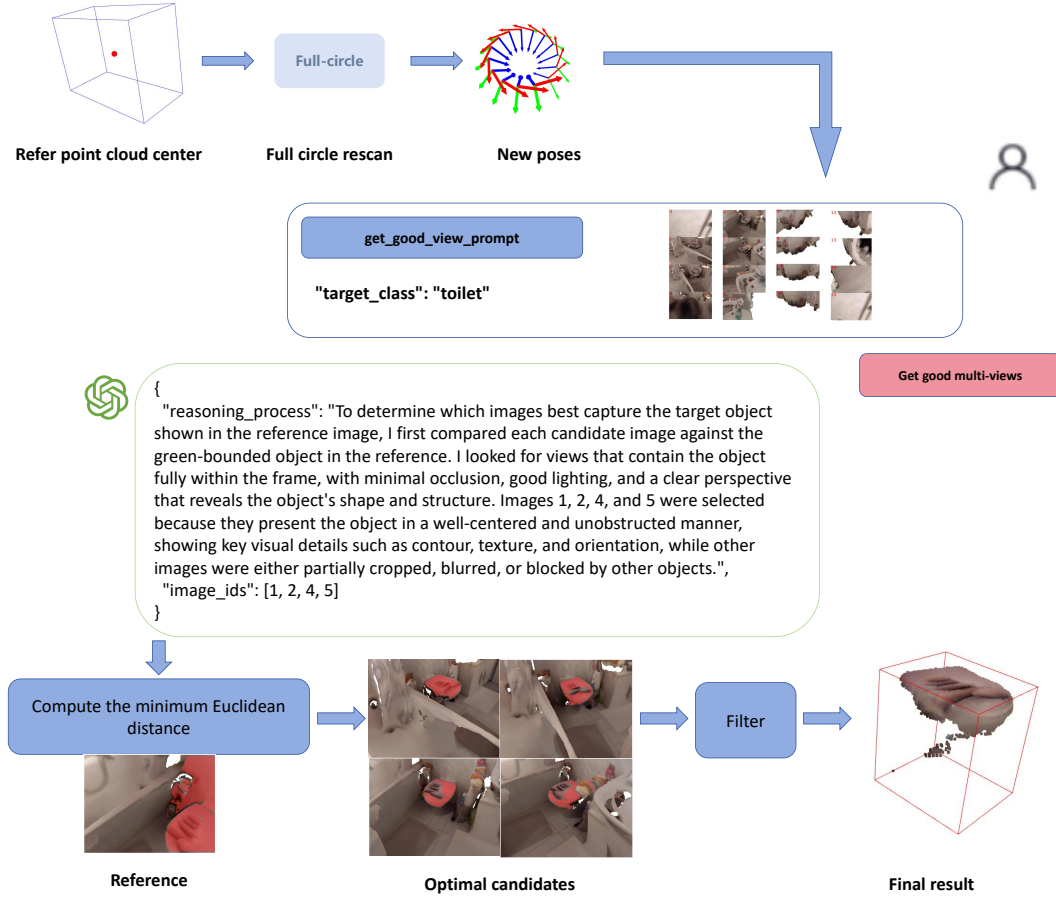 Full-circle
Refer point cloud center
Full circle rescan
New poses
get_good_view_prompt
"target_class": "toilet"
Get good multi-views
{
"reasoning_process": "To determine which images best capture the target object
shown in the reference image, I first compared each candidate image against the
green-bounded object in the reference. I looked for views that contain the object
fully within the frame, with minimal occlusion, good lighting, and a clear perspective
that reveals the object's shape and structure. Images 1, 2, 4, and 5 were selected
because they present the object in a well-centered and unobstructed manner,
showing key visual details such as contour, texture, and orientation, while other
images were either partially cropped, blurred, or blocked by other objects.",
"image_ids": [1, 2, 4, 5]
}
Compute the minimum Euclidean
distance
Filter
Reference
Optimal candidates
Final result